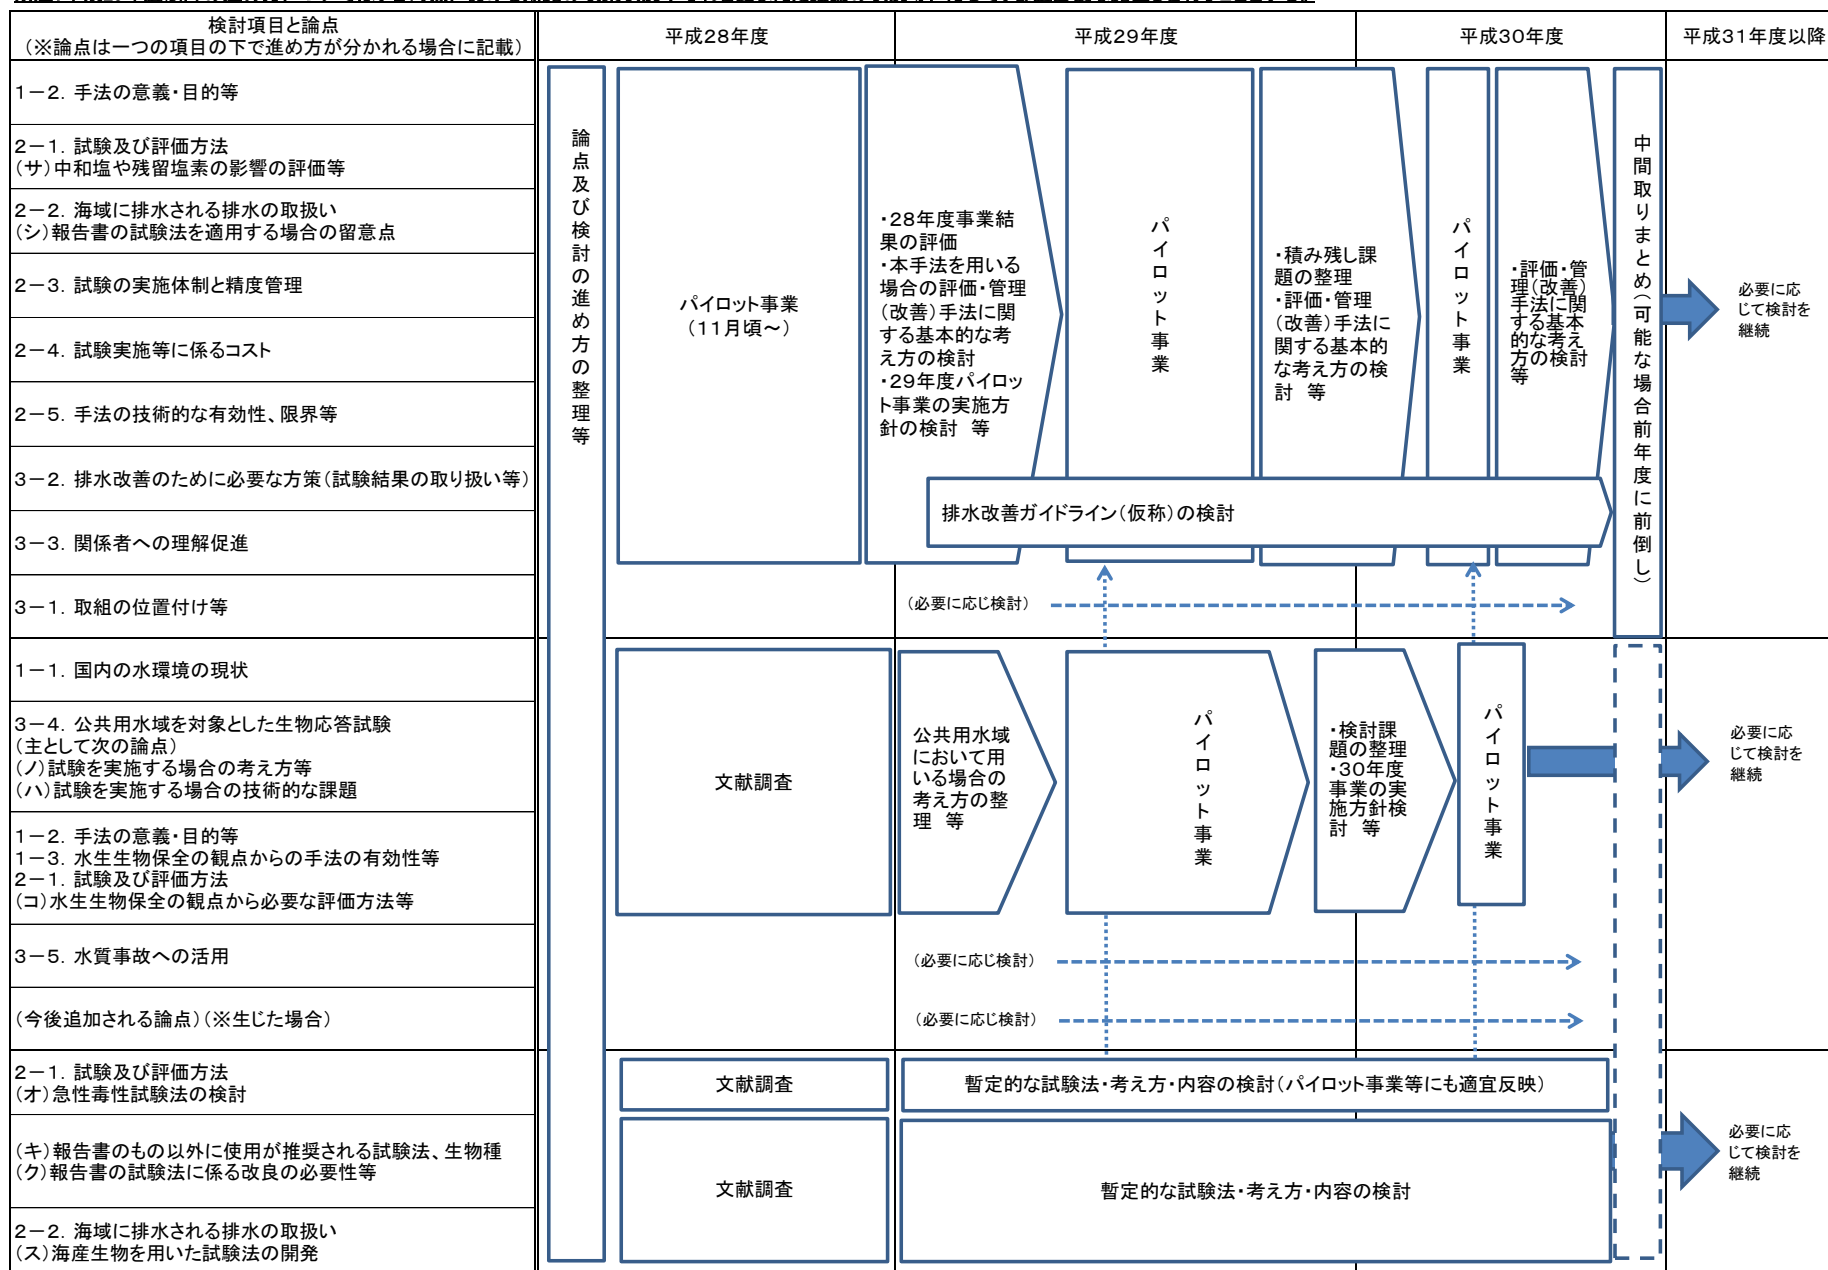 検討項目と論点
（※論点は一つの項目の下で進め方が分かれる場合に記載）
平成28年度
平成29年度
平成30年度
平成31年度以降
1－2．手法の意義・目的等
2－1．試験及び評価方法
（サ）中和塩や残留塩素の影響の評価等
2－2．海域に排水される排水の取扱い
（シ）報告書の試験法を適用する場合の留意点
2－3．試験の実施体制と精度管理
2－4．試験実施等に係るコスト
2－5．手法の技術的な有効性、限界等
3－2．排水改善のために必要な方策（試験結果の取り扱い等）
3－3．関係者への理解促進
3－1．取組の位置付け等
論点及び検討の進め方の整理等
パイロット事業
（11月頃～）
・28年度事業結
果の評価
・本手法を用いる
場合の評価・管理
（改善）手法に関
する基本的な考
え方の検討
・29年度パイロッ
ト事業の実施方
針の検討　等
パイロット事業
・積み残し課
題の整理
・評価・管理
（改善）手法に
関する基本的
な考え方の検
討　等
パイロット事業
・評価・管
理（改善）
手法に関
する基本
的な考え
方の検討
等
中間取りまとめ（可能な場合前年度に前倒し）
必要に応
じて検討を
継続
排水改善ガイドライン（仮称）の検討
（必要に応じ検討）
1－1．国内の水環境の現状
3－4．公共用水域を対象とした生物応答試験
（主として次の論点）
（ノ）試験を実施する場合の考え方等
（ハ）試験を実施する場合の技術的な課題
1－2．手法の意義・目的等
1－3．水生生物保全の観点からの手法の有効性等
2－1．試験及び評価方法
（コ）水生生物保全の観点から必要な評価方法等
3－5．水質事故への活用
（今後追加される論点）（※生じた場合）
文献調査
公共用水域
において用
いる場合の
考え方の整
理　等
パイロット事業
・検討課
題の整理
・30年度
事業の実
施方針検
討　等
パイロット事業
必要に応
じて検討を
継続
（必要に応じ検討）
（必要に応じ検討）
2－1．試験及び評価方法
（オ）急性毒性試験法の検討
文献調査
暫定的な試験法・考え方・内容の検討（パイロット事業等にも適宜反映）
（キ）報告書のもの以外に使用が推奨される試験法、生物種
（ク）報告書の試験法に係る改良の必要性等
2－2．海域に排水される排水の取扱い
（ス）海産生物を用いた試験法の開発
文献調査
暫定的な試験法・考え方・内容の検討
必要に応
じて検討を
継続